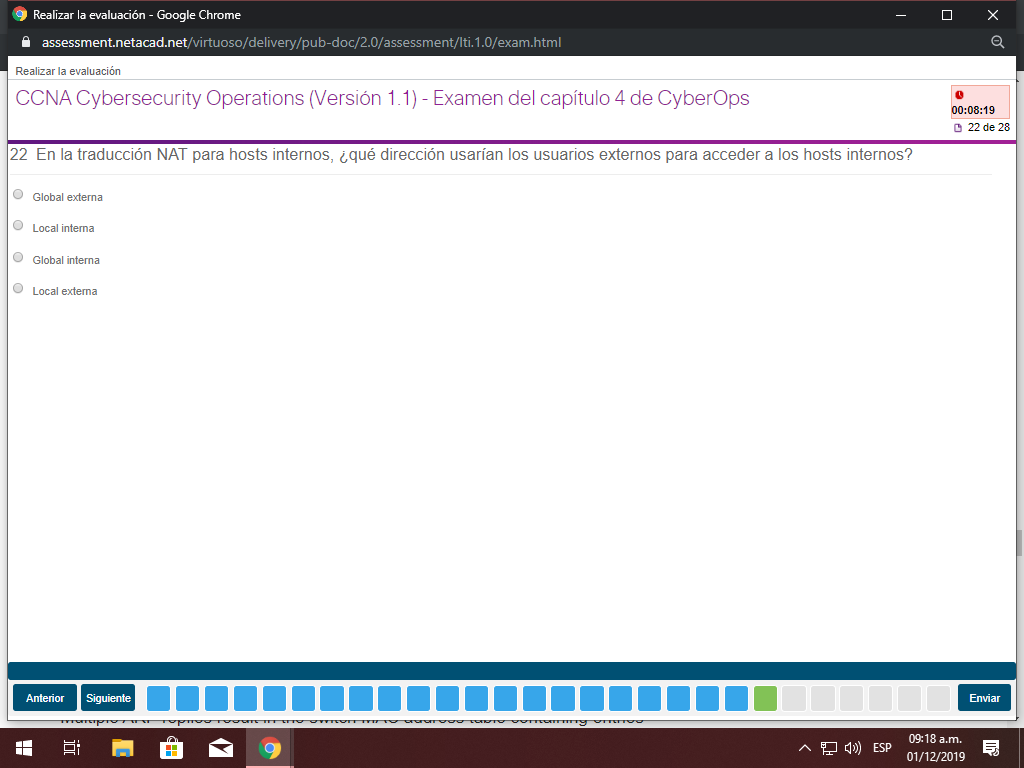 Realizar la evaluación - Google Chrome
assessment.netacad.net/virtuoso/delivery/pub-doc/2.0/assessment/lti.1.0/exam.html
Realizar la evaluación
CCNA Cybersecurity Operations (Versión 1.1) - Examen del capítulo 4 de CyberOps
00:08:19
22 de 28
22 En la traducción NAT para hosts internos, ¿qué dirección usarían los usuarios externos para acceder a los hosts internos?
Global externa
Local interna
Global interna
Local externa
Anterior
Siguiente
Enviar
Multiple ARP replies result in the switch MAC address table containing entries
ESP
09:18 a.m.
01/12/2019